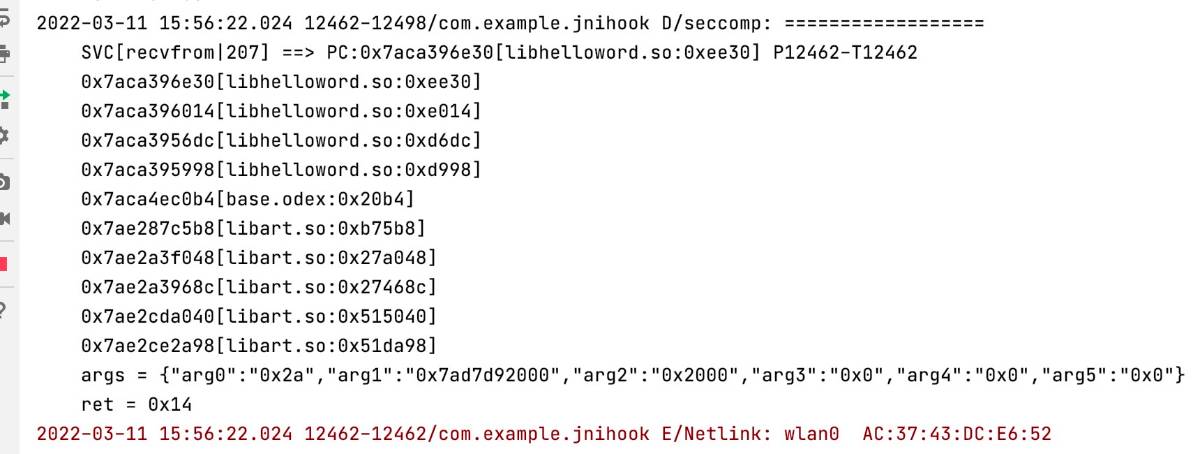 2022-03-11 15:56:22.024 12462-12498/com.example.jnihook D/seccomp: ==================
SVC[recvfrom|207] ==> PC:0x7aca396e30[libhelloword.so:0xee30] P12462-T12462
0x7aca396e30[libhelloword.so:0xee30]
0x7aca396014[libhelloword.so:0xe014]
0x7aca3956dc[libhelloword.so:0xd6dc]
0x7aca395998[libhelloword.so:0xd998]
0x7aca4ec0b4[base.odex:0x20b4]
0x7ae287c5b8[libart.so:0xb75b8]
0x7ae2a3f048[libart.so:0x27a048]
0x7ae2a3968c[libart.so:0x27468c]
0x7ae2cda040[libart.so:0x515040]
0x7ae2ce2a98[libart.so:0x51da98]
args = {"arg0":"0x2a","arg1":"0x7ad7d92000","arg2":"0x2000","arg3":"0x0","arg4":"0x0","arg5":"0x0"}
ret = 0x14
2022-03-11 15:56:22.024 12462-12462/com.example.jnihook E/Netlink: wlan0  AC:37:43:DC:E6:52